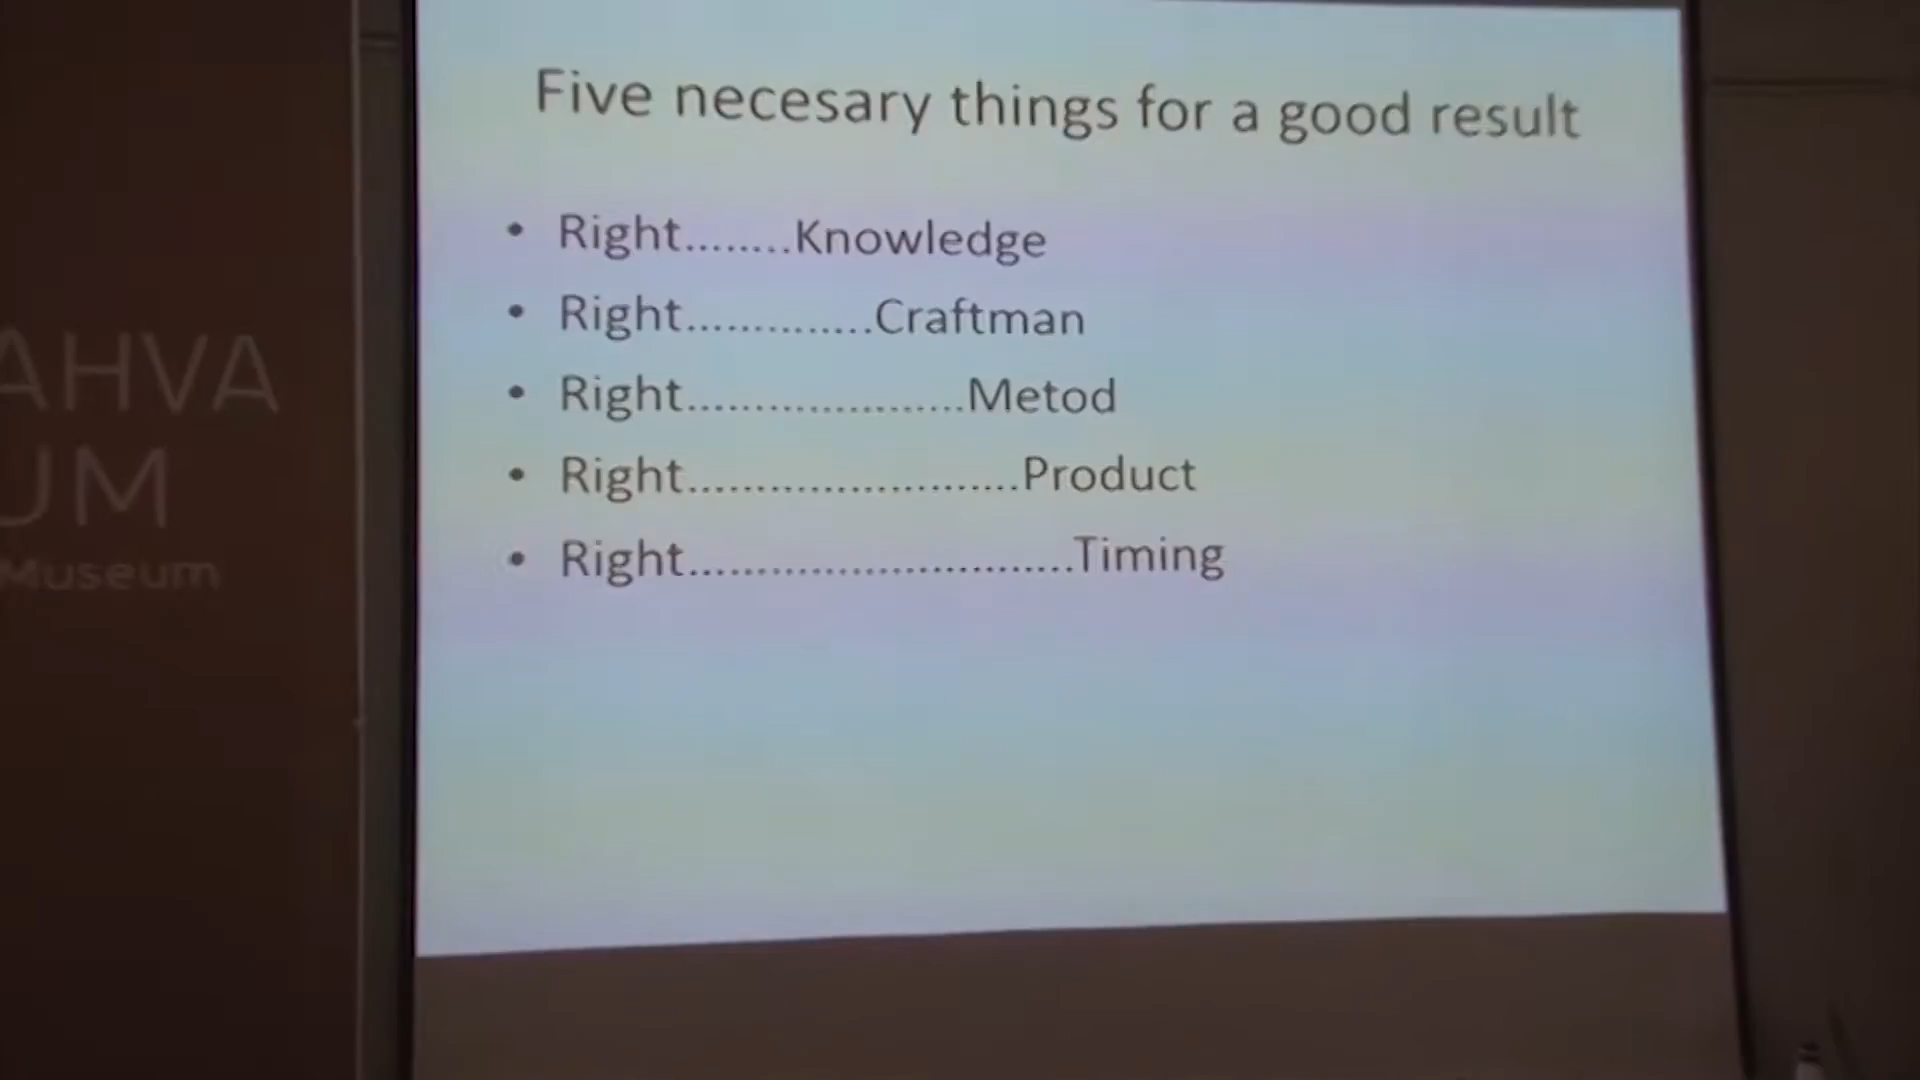 AHVA
UM
Museum
Five necesary things for a good result
• Right........Knowledge
• Right..............Craftman
• Right.....................Metod
• Right.........................Product
• Right.............................Timing